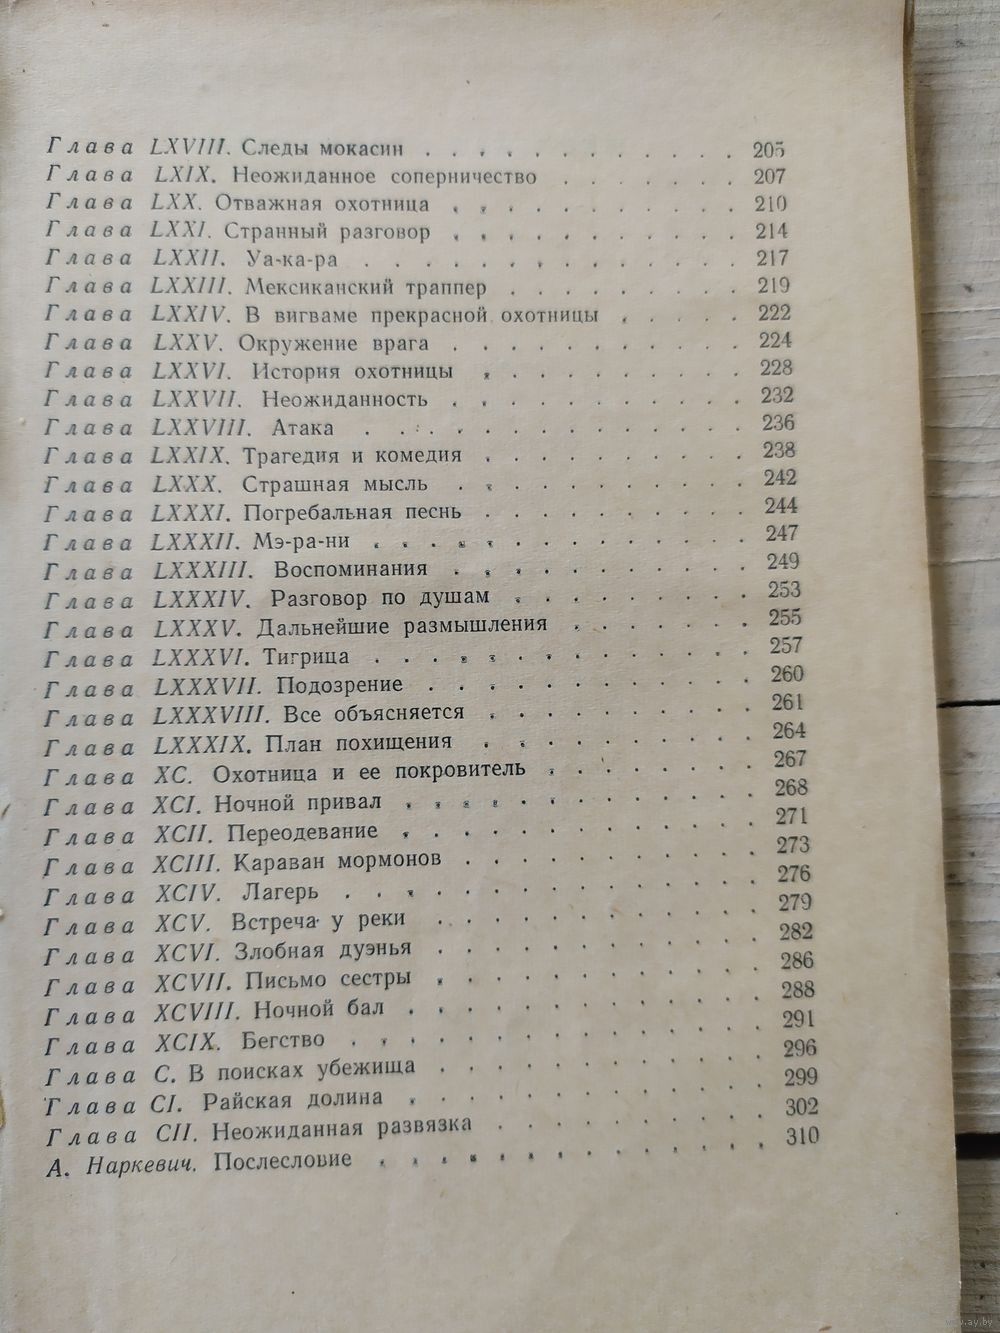 Глава LXVIII. Следы мокасин . . . . . . . . . . . . 205
Глава LXIX. Неожиданное соперничество . . . . . . . 207
Глава LXX. Отважная охотница . . . . . . . . . . . 210
Глава LXXI. Странный разговор . . . . . . . . . . . 214
Глава LXXII. Уа-ка-ра . . . . . . . . . . . . . . 217
Глава LXXIII. Мексиканский траппер . . . . . . . . . 219
Глава LXXIV. В вигваме прекрасной охотницы . . . . . 222
Глава LXXV. Окружение врага . . . . . . . . . . . 224
Глава LXXVI. История охотницы . . . . . . . . . . 228
Глава LXXVII. Неожиданность . . . . . . . . . . . 232
Глава LXXVIII. Атака . . . . . . . . . . . . . . 236
Глава LXXIX. Трагедия и комедия . . . . . . . . . . 238
Глава LXXX. Страшная мысль . . . . . . . . . . . 242
Глава LXXXI. Погребальная песнь . . . . . . . . . . 244
Глава LXXXII. Мэ-ра-ни . . . . . . . . . . . . . . 247
Глава LXXXIII. Воспоминания . . . . . . . . . . . 249
Глава LXXXIV. Разговор по душам . . . . . . . . . 253
Глава LXXXV. Дальнейшие размышления . . . . . . . 255
Глава LXXXVI. Тигрица . . . . . . . . . . . . . . 257
Глава LXXXVII. Подозрение . . . . . . . . . . . . 260
Глава LXXXVIII. Все объясняется . . . . . . . . . . 261
Глава LXXXIX. План похищения . . . . . . . . . . 264
Глава XC. Охотница и ее покровитель . . . . . . . . 267
Глава XCI. Ночной привал . . . . . . . . . . . . . 268
Глава XCII. Переодевание . . . . . . . . . . . . . 271
Глава XCIII. Караван мормонов . . . . . . . . . . . 273
Глава XCIV. Лагерь . . . . . . . . . . . . . . . 276
Глава XCV. Встреча у реки . . . . . . . . . . . . 279
Глава XCVI. Злобная дуэнья . . . . . . . . . . . . 282
Глава XCVII. Письмо сестры . . . . . . . . . . . . 286
Глава XCVIII. Ночной бал . . . . . . . . . . . . . 288
Глава XCIX. Бегство . . . . . . . . . . . . . . . 291
Глава C. В поисках убежища . . . . . . . . . . . . 296
Глава CI. Райская долина . . . . . . . . . . . . . 299
Глава CII. Неожиданная развязка . . . . . . . . . . 302
А. Наркевич. Послесловие . . . . . . . . . . . . . 310